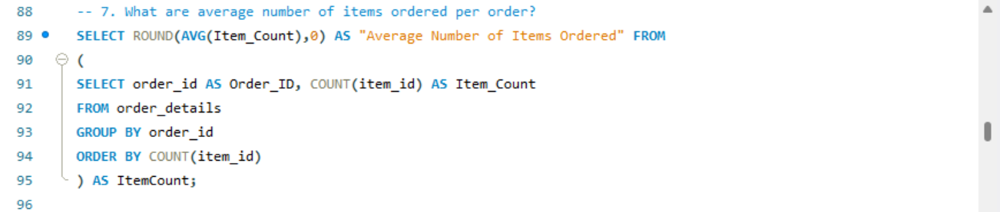 88 -- 7. What are average number of items ordered per order?
89 SELECT ROUND(AVG(Item_Count),0) AS "Average Number of Items Ordered" FROM
90 (
91 SELECT order_id AS Order_ID, COUNT(item_id) AS Item_Count
92 FROM order_details
93 GROUP BY order_id
94 ORDER BY COUNT(item_id)
95 ) AS ItemCount;
96